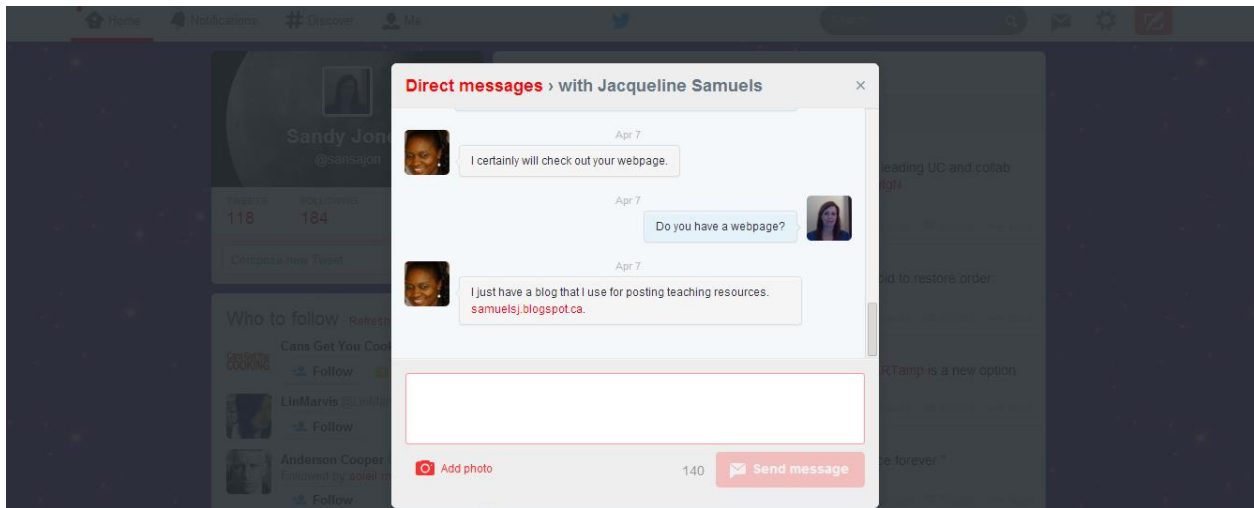 Home Notifications Discover Me
Direct messages › with Jacqueline Samuels
Apr 7
I certainly will check out your webpage.
Apr 7
Do you have a webpage?
Apr 7
I just have a blog that I use for posting teaching resources.
samuelsj.blogspot.ca.
Add photo
140
Send message
Sandy Jone
@sansajon
TWEETS FOLLOWING
118 184
Compose new Tweet
Who to follow · Refresh
Cans Get You Cook
Follow
LinMarvis
Follow
Anderson Cooper
Followed by
Follow
leading UC and collab
to restore order.
is a new option
forever"